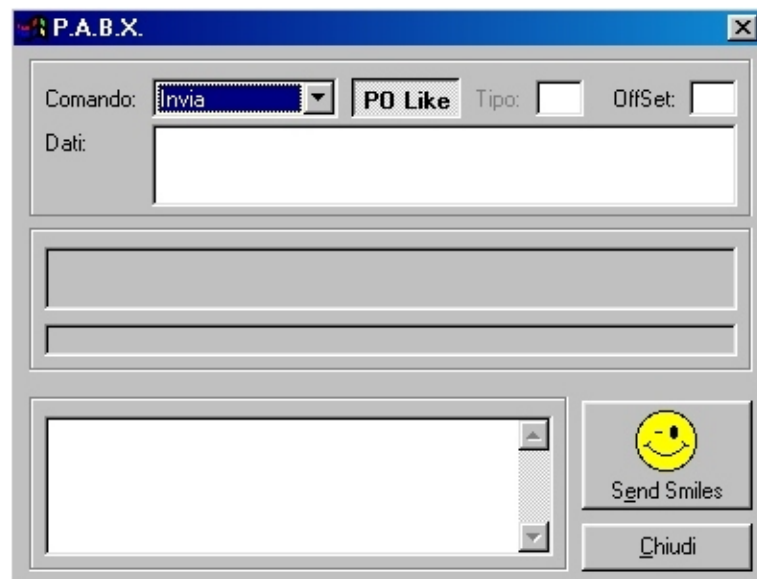 P.A.B.X.
Comando: Invia PO Like Tipo: OffSet:
Dati:
Send Smiles
Chiudi